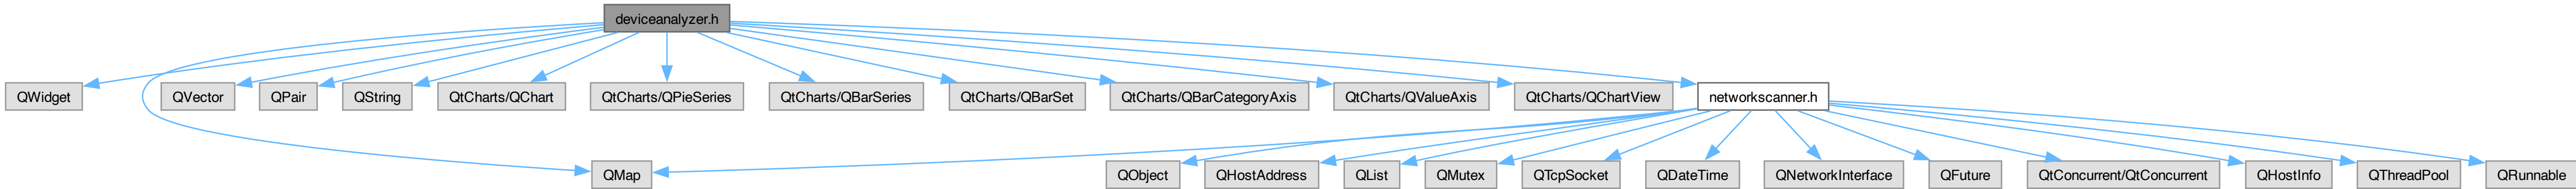 deviceanalyzer.h
QWidget
QVector
QPair
QString
QtCharts/QChart
QtCharts/QPieSeries
QtCharts/QBarSeries
QtCharts/QBarSet
QtCharts/QBarCategoryAxis
QtCharts/QValueAxis
QtCharts/QChartView
networkscanner.h
QMap
QObject
QHostAddress
QList
QMutex
QTcpSocket
QDateTime
QNetworkInterface
QFuture
QtConcurrent/QtConcurrent
QHostInfo
QThreadPool
QRunnable